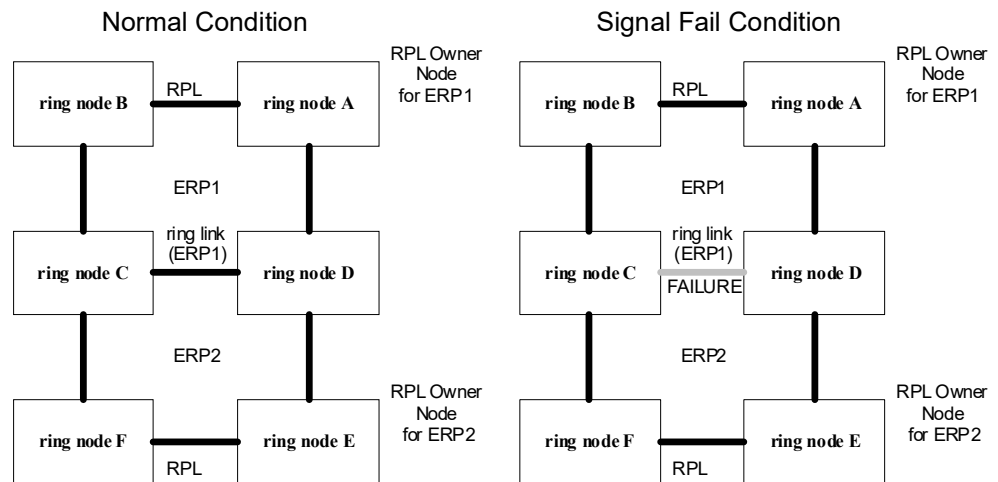 Normal Condition
RPL Owner
Node
for ERP1
ring node B
RPL
ring node A
ERP1
ring link
(ERP1)
ring node C
ring node D
ERP2
RPL Owner
Node
for ERP2
ring node F
RPL
ring node E
Signal Fail Condition
RPL Owner
Node
for ERP1
ring node B
RPL
ring node A
ERP1
ring link
(ERP1)
ring node C
FAILURE
ring node D
ERP2
RPL Owner
Node
for ERP2
ring node F
RPL
ring node E